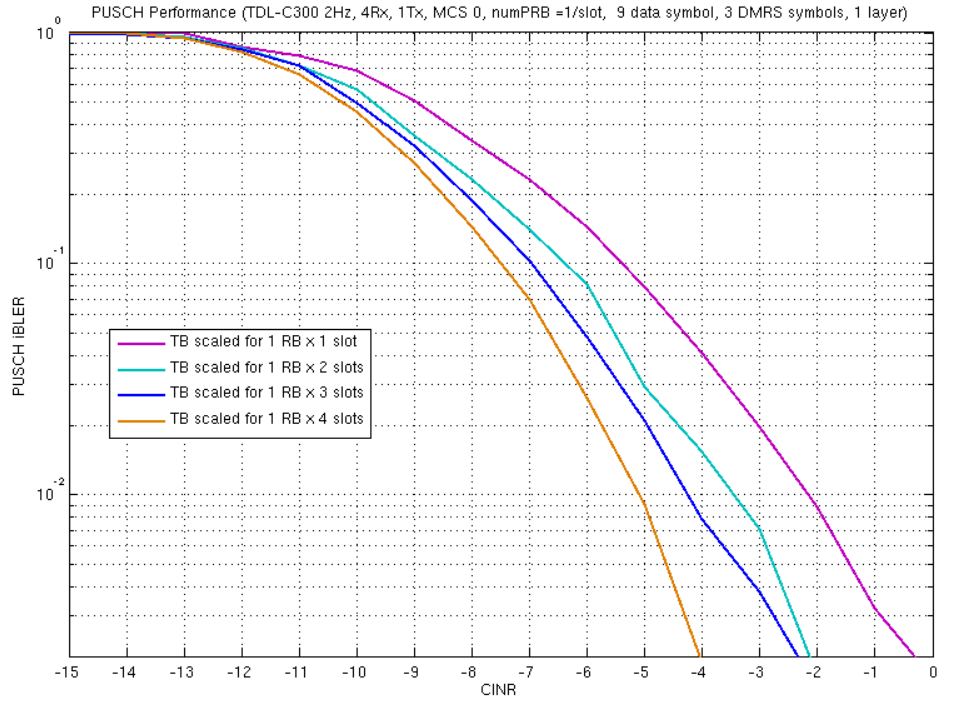 PUSCH Performance (TDL-C300 2Hz, 4Rx, 1Tx, MCS 0, numPRB =1/slot, 9 data symbol, 3 DMRS symbols, 1 layer)
10 0
10 -1
10 -2
PUSCH iBLER
TB scaled for 1 RB x 1 slot
TB scaled for 1 RB x 2 slots
TB scaled for 1 RB x 3 slots
TB scaled for 1 RB x 4 slots
-15 -14 -13 -12 -11 -10 -9 -8 -7 -6 -5 -4 -3 -2 -1 0
CINR